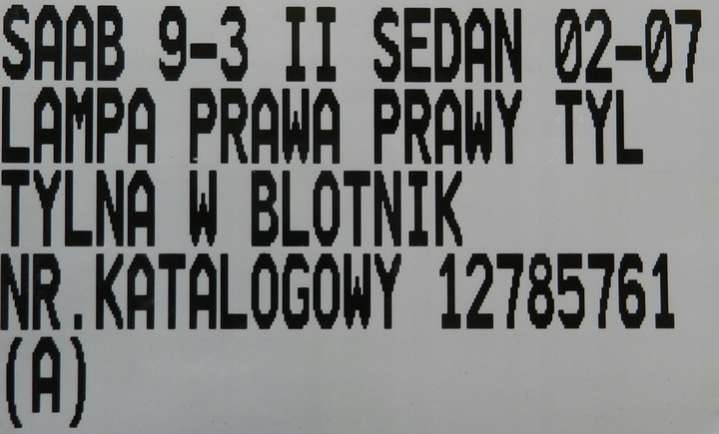 SAAB 9-3 II SEDAN 02-07
LAMPA PRAWA PRAWY TYL
TYLNA W BLOTNIK
NR.KATALOGOWY 12785761
(A)